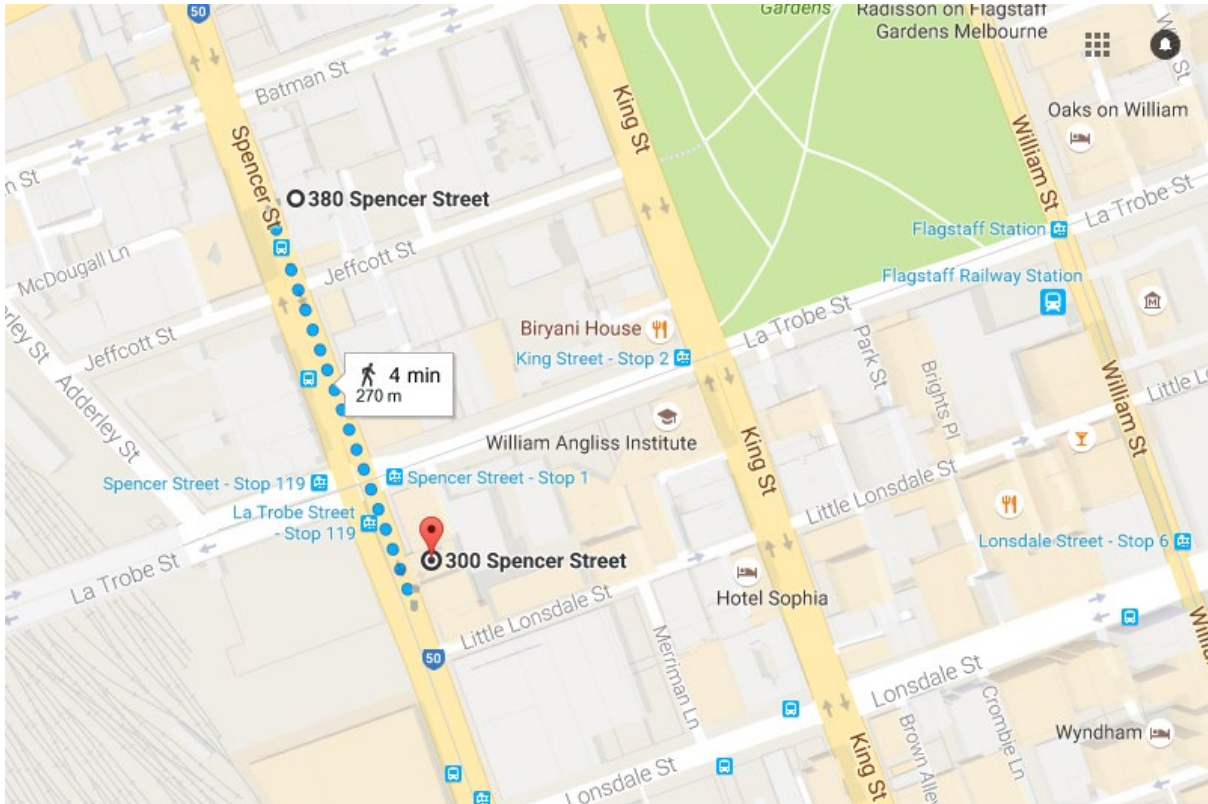 50
Gardens
Radisson on Flagstaff
Gardens Melbourne
Batman St
King St
Oaks on William
William St
Spencer St
380 Spencer Street
La Trobe St
Flagstaff Station
McDougall Ln
Jeffcott St
Flagstaff Railway Station
Biryani House
La Trobe St
King Street - Stop 2
Jeffcott St
Park St
Brights Pl
4 min
270 m
Adderley St
William St
William Angliss Institute
King St
Spencer Street - Stop 119
Spencer Street - Stop 1
La Trobe Street
- Stop 119
Little Lonsdale St
Lonsdale Street - Stop 6
300 Spencer Street
La Trobe St
Hotel Sophia
Little Lonsdale St
50
Merriman Ln
Lonsdale St
Crombie Ln
Wyndham
Brown Alley
King St
Lonsdale St